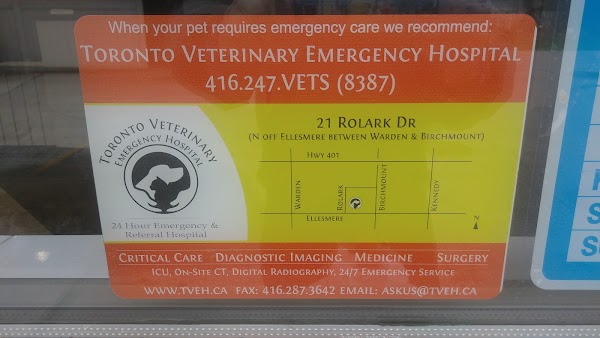 When your pet requires emergency care we recommend:
TORONTO VETERINARY EMERGENCY HOSPITAL
416.247.VETS (8387)
TORONTO VETERINARY
EMERGENCY HOSPITAL
24 Hour Emergency &
Referral Hospital
21 ROLARK DR
(N OFF ELLESMERE BETWEEN WARDEN & BIRCHMOUNT)
HWY 401
WARDEN
ROLARK
BIRCHMOUNT
KENNEDY
ELLESMERE
N
CRITICAL CARE DIAGNOSTIC IMAGING MEDICINE SURGERY
ICU, ON-SITE CT, DIGITAL RADIOGRAPHY, 24/7 EMERGENCY SERVICE
WWW.TVEH.CA FAX: 416.287.3642 EMAIL: ASKUS@TVEH.CA